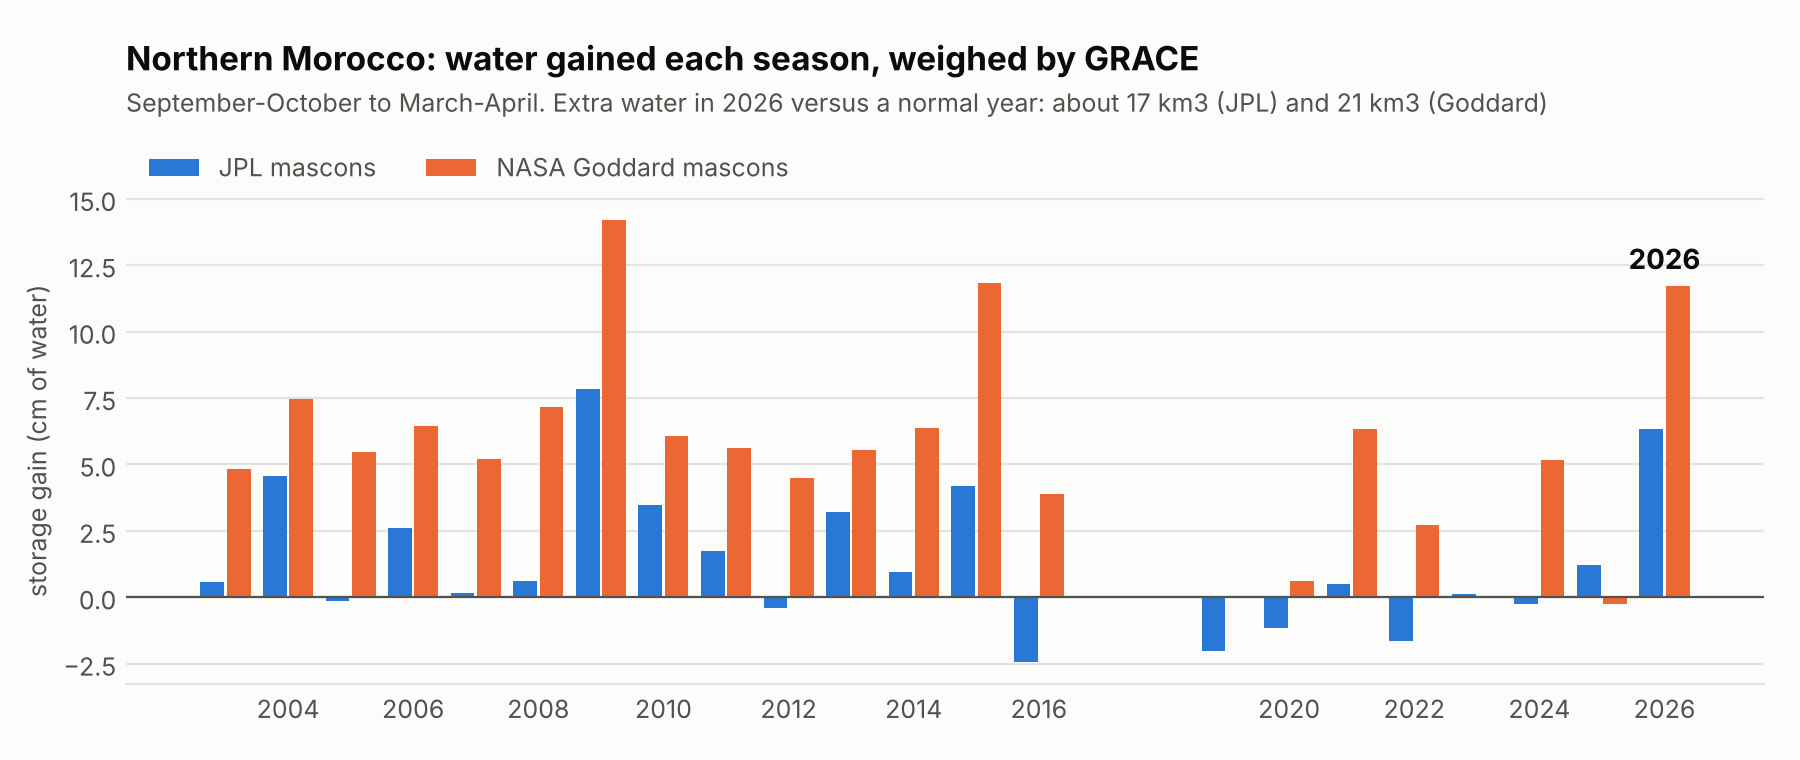 Northern Morocco: water gained each season, weighed by GRACE
September-October to March-April. Extra water in 2026 versus a normal year: about 17 km3 (JPL) and 21 km3 (Goddard)
JPL mascons NASA Goddard mascons
storage gain (cm of water)
15.0
12.5
10.0
7.5
5.0
2.5
0.0
−2.5
2026
2004 2006 2008 2010 2012 2014 2016 2020 2022 2024 2026